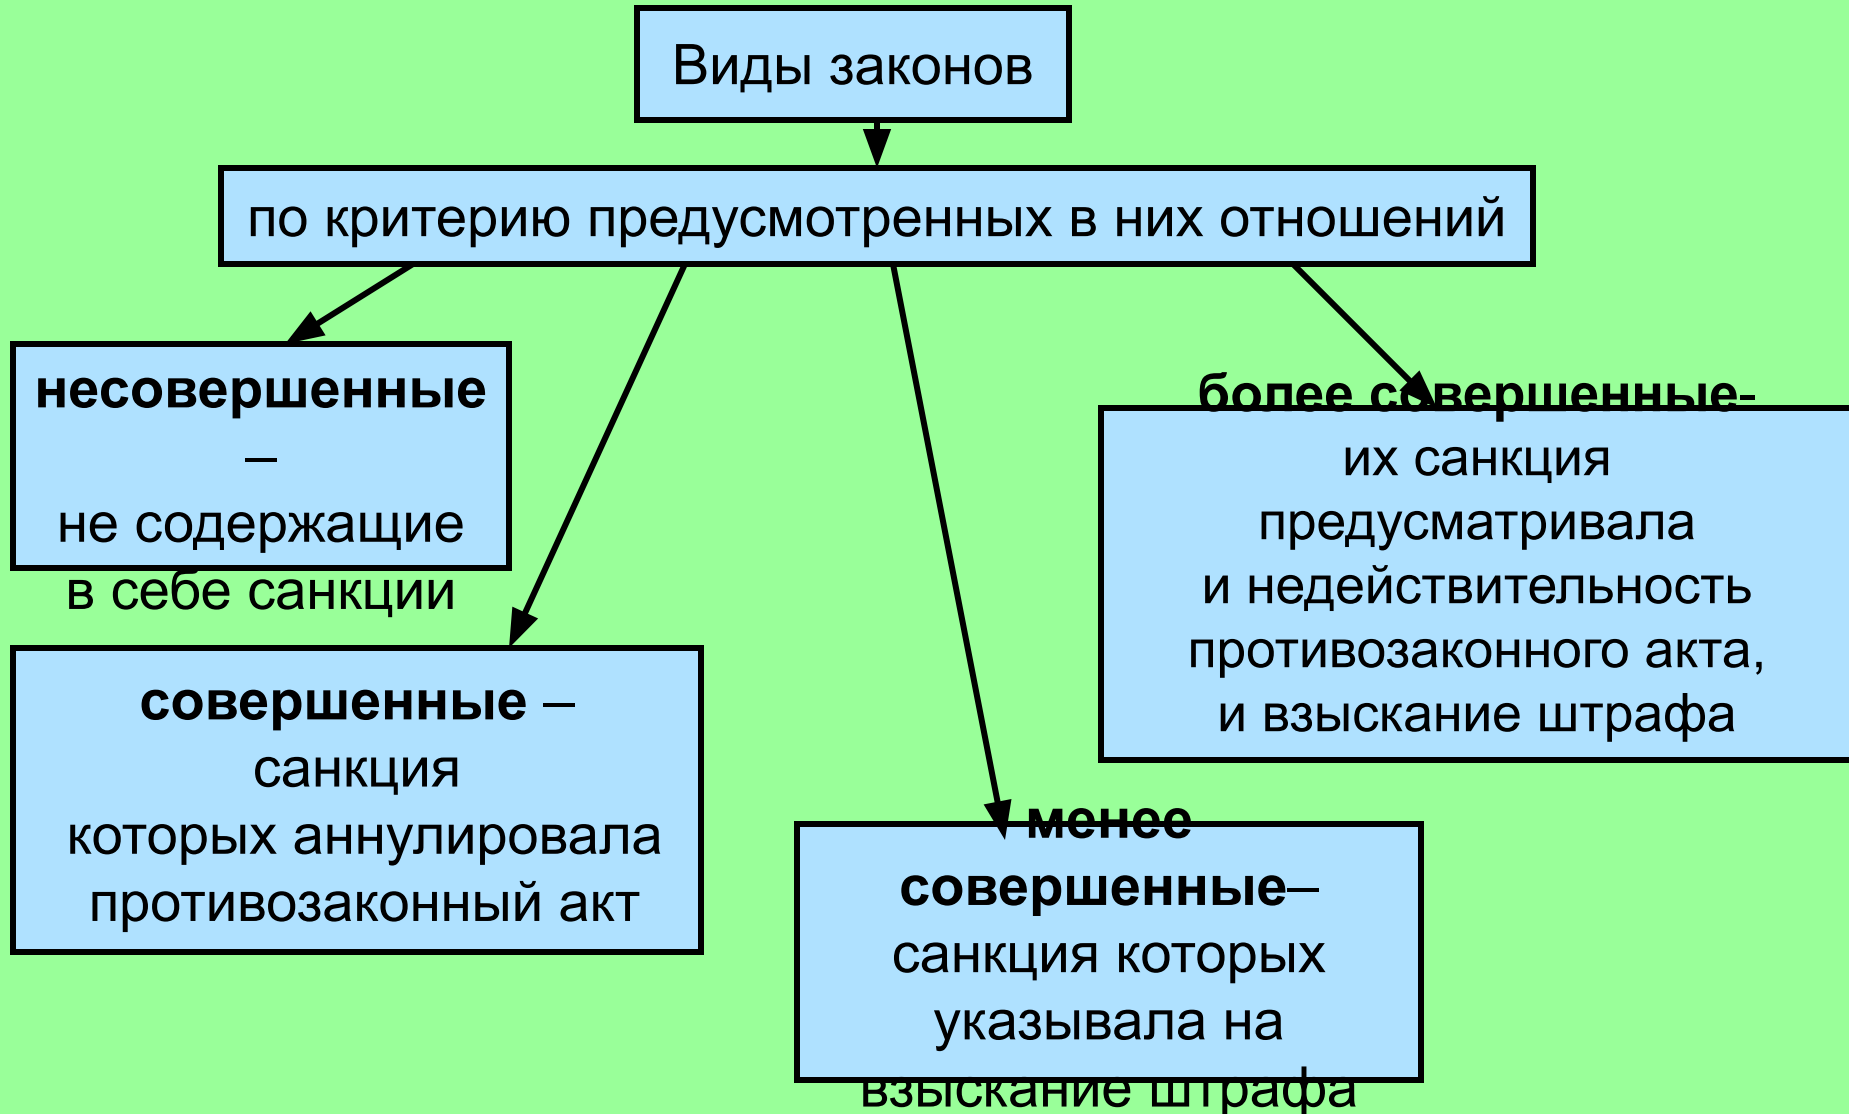 Виды законов
по критерию предусмотренных в них отношений
несовершенные
–
не содержащие
в себе санкции
совершенные –
санкция
которых аннулировала
противозаконный акт
менее
совершенные–
санкция которых
указывала на
взыскание штрафа
более совершенные-
их санкция
предусматривала
и недействительность
противозаконного акта,
и взыскание штрафа